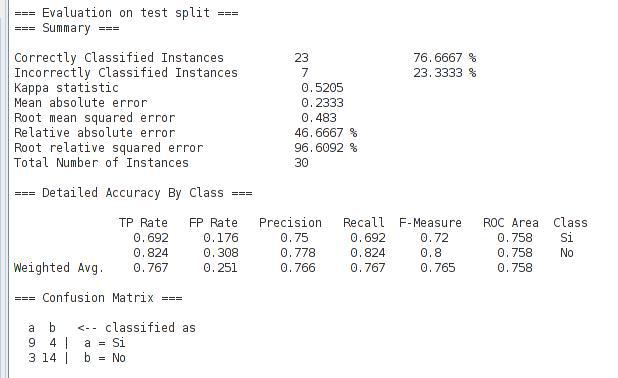 === Evaluation on test split ===
=== Summary ===
Correctly Classified Instances 23 76.6667 %
Incorrectly Classified Instances 7 23.3333 %
Kappa statistic 0.5205
Mean absolute error 0.2333
Root mean squared error 0.483
Relative absolute error 46.6667 %
Root relative squared error 96.6092 %
Total Number of Instances 30
=== Detailed Accuracy By Class ===
TP Rate FP Rate Precision Recall F-Measure ROC Area Class
0.692 0.176 0.75 0.692 0.72 0.758 Si
0.824 0.308 0.778 0.824 0.8 0.758 No
Weighted Avg. 0.767 0.251 0.766 0.767 0.765 0.758
=== Confusion Matrix ===
a b <-- classified as
9 4 | a = Si
3 14 | b = No